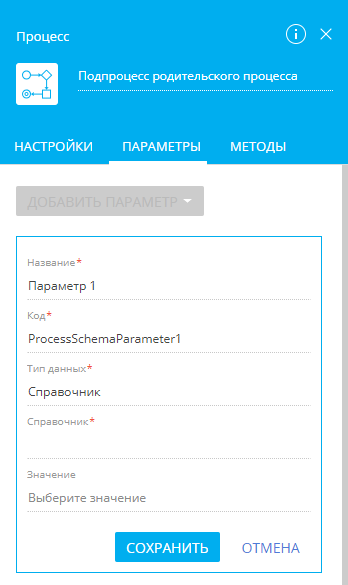 Процесс
Подпроцесс родительского процесса
НАСТРОЙКИ ПАРАМЕТРЫ МЕТОДЫ
ДОБАВИТЬ ПАРАМЕТР
Название*
Параметр 1
Код*
ProcessSchemaParameter1
Тип данных*
Справочник
Справочник*
Значение
Выберите значение
СОХРАНИТЬ ОТМЕНА